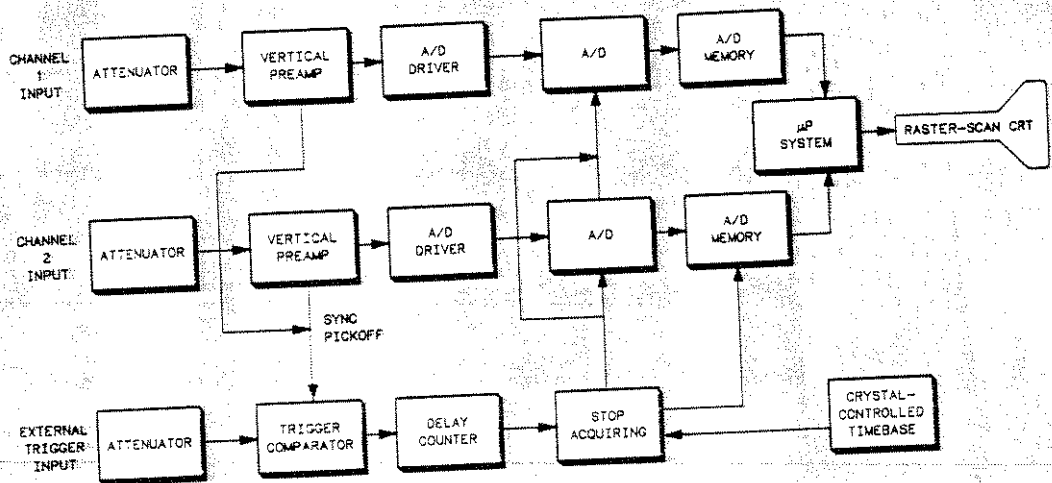 CHANNEL
1
INPUT
ATTENUATOR
VERTICAL
PREAMP
A/D
DRIVER
A/D
A/D
MEMORY
µP
SYSTEM
RASTER-SCAN CRT
CHANNEL
2
INPUT
ATTENUATOR
VERTICAL
PREAMP
A/D
DRIVER
A/D
A/D
MEMORY
SYNC
PICKOFF
EXTERNAL
TRIGGER
INPUT
ATTENUATOR
TRIGGER
COMPARATOR
DELAY
COUNTER
STOP
ACQUIRING
CRYSTAL-
CONTROLLED
TIMEBASE